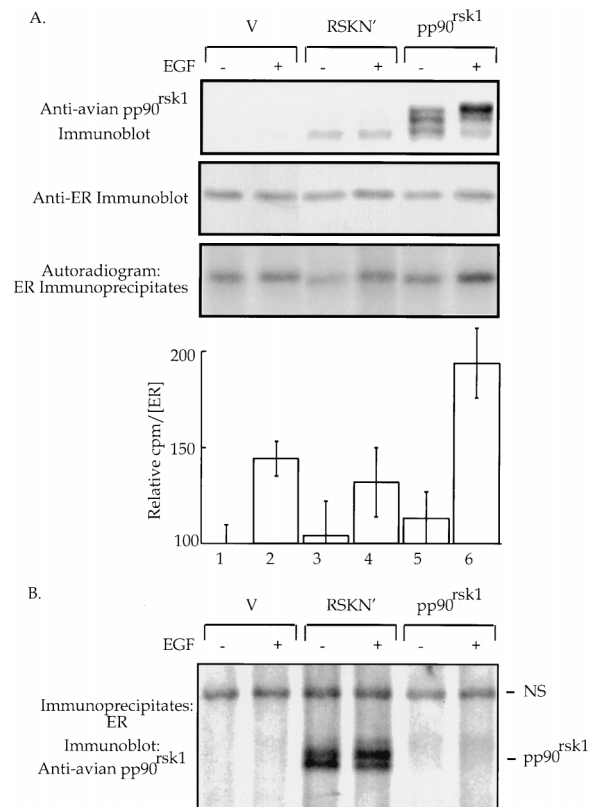 A.
V RSKN' pp90rsk1
EGF - + - + - +
Anti-avian pp90rsk1
Immunoblot
Anti-ER Immunoblot
Autoradiogram:
ER Immunoprecipitates
Relative cpm/[ER]
200
150
100
1 2 3 4 5 6
B.
V RSKN' pp90rsk1
EGF - + - + - +
Immunoprecipitates:
ER
Immunoblot:
Anti-avian pp90rsk1
- NS
- pp90rsk1